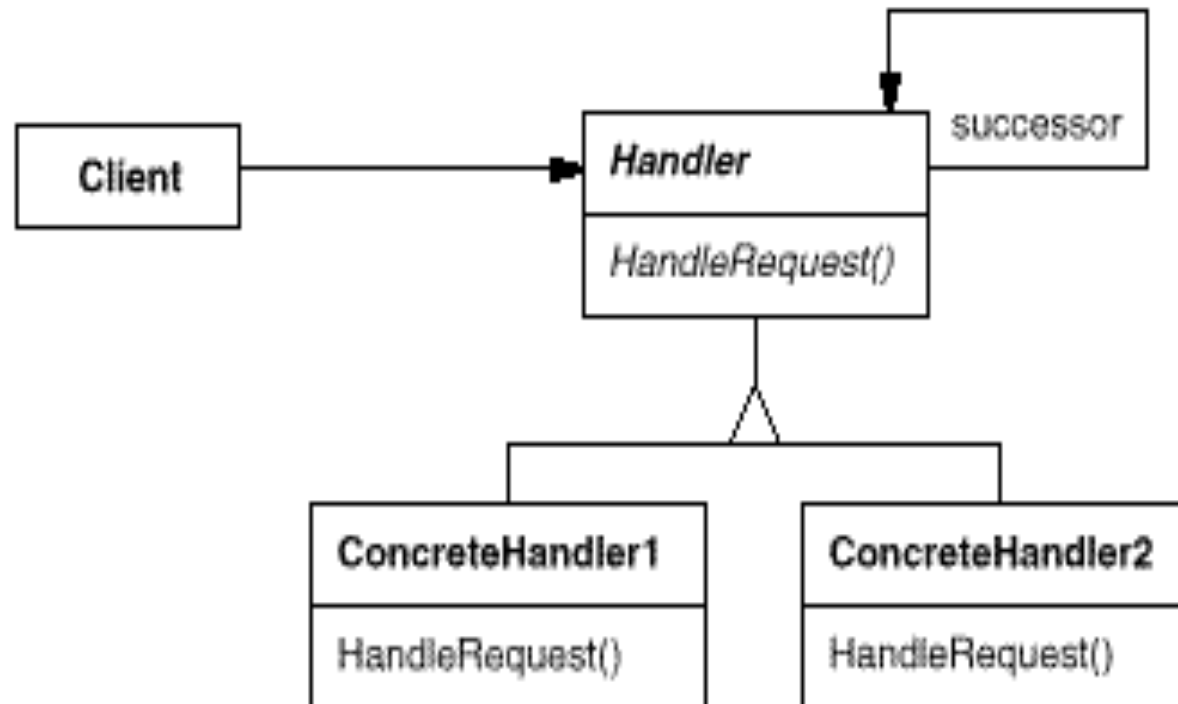 successor
Client
Handler
HandleRequest()
ConcreteHandler1
ConcreteHandler2
HandleRequest()
HandleRequest()